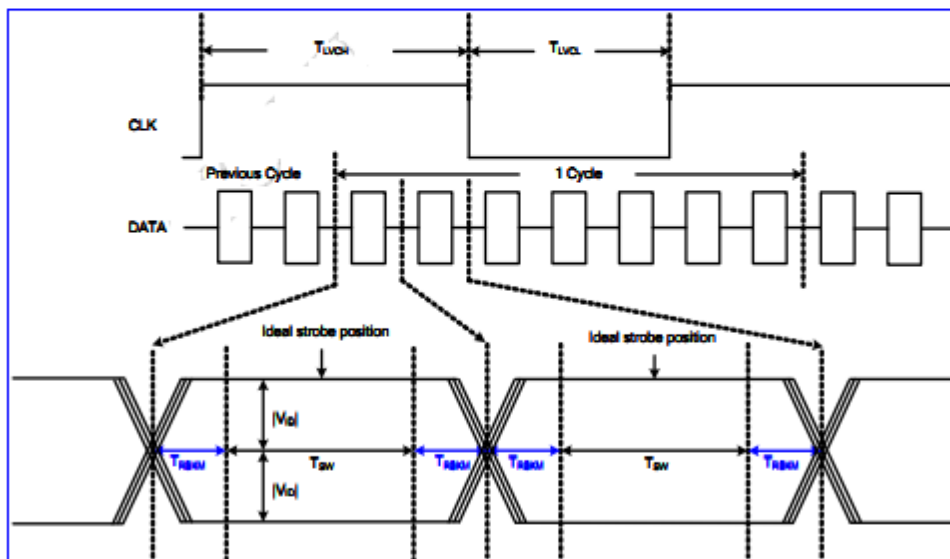 TLVCH TLVCL
CLK
Previous Cycle 1 Cycle
DATA
Ideal strobe position Ideal strobe position
|VID|
TRSKM TSW TRSKM TRSKM TSW TRSKM
|VID|